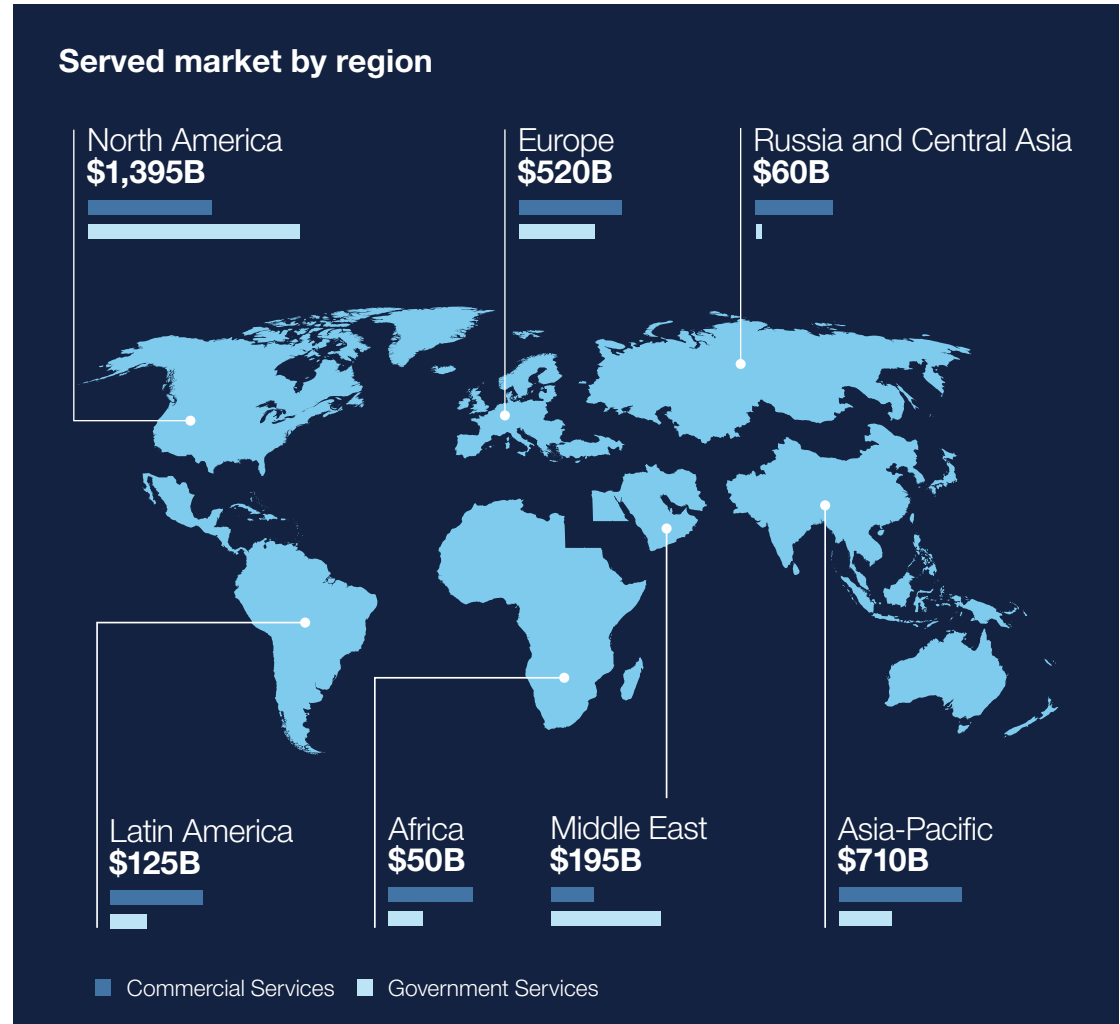 Served market by region
North America
$1,395B
Europe
$520B
Russia and Central Asia
$60B
Latin America
$125B
Africa
$50B
Middle East
$195B
Asia-Pacific
$710B
Commercial Services
Government Services